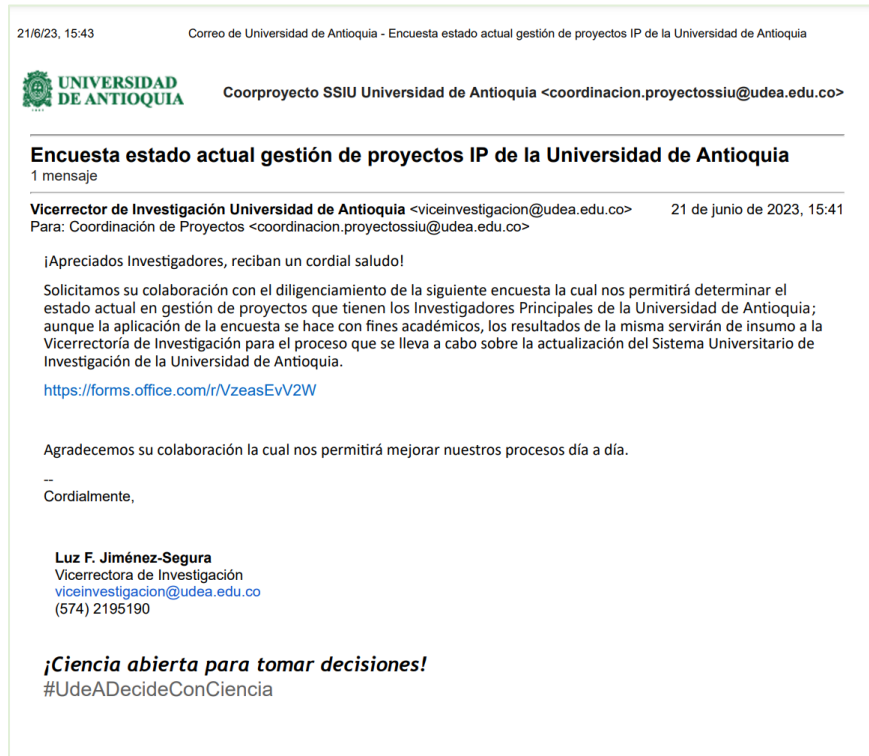 21/6/23, 15:43 Correo de Universidad de Antioquia - Encuesta estado actual gestión de proyectos IP de la Universidad de Antioquia
UNIVERSIDAD
DE ANTIOQUIA
Coorproyecto SSIU Universidad de Antioquia <coordinacion.proyectossiu@udea.edu.co>
Encuesta estado actual gestión de proyectos IP de la Universidad de Antioquia
1 mensaje
Vicerrector de Investigación Universidad de Antioquia <viceinvestigacion@udea.edu.co> 21 de junio de 2023, 15:41
Para: Coordinación de Proyectos <coordinacion.proyectossiu@udea.edu.co>
¡Apreciados Investigadores, reciban un cordial saludo!
Solicitamos su colaboración con el diligenciamiento de la siguiente encuesta la cual nos permitirá determinar el
estado actual en gestión de proyectos que tienen los Investigadores Principales de la Universidad de Antioquia;
aunque la aplicación de la encuesta se hace con fines académicos, los resultados de la misma servirán de insumo a la
Vicerrectoría de Investigación para el proceso que se lleva a cabo sobre la actualización del Sistema Universitario de
Investigación de la Universidad de Antioquia.
https://forms.office.com/r/VzeasEvV2W
Agradecemos su colaboración la cual nos permitirá mejorar nuestros procesos día a día.
--
Cordialmente,
Luz F. Jiménez-Segura
Vicerrectora de Investigación
viceinvestigacion@udea.edu.co
(574) 2195190
¡Ciencia abierta para tomar decisiones!
#UdeADecideConCiencia